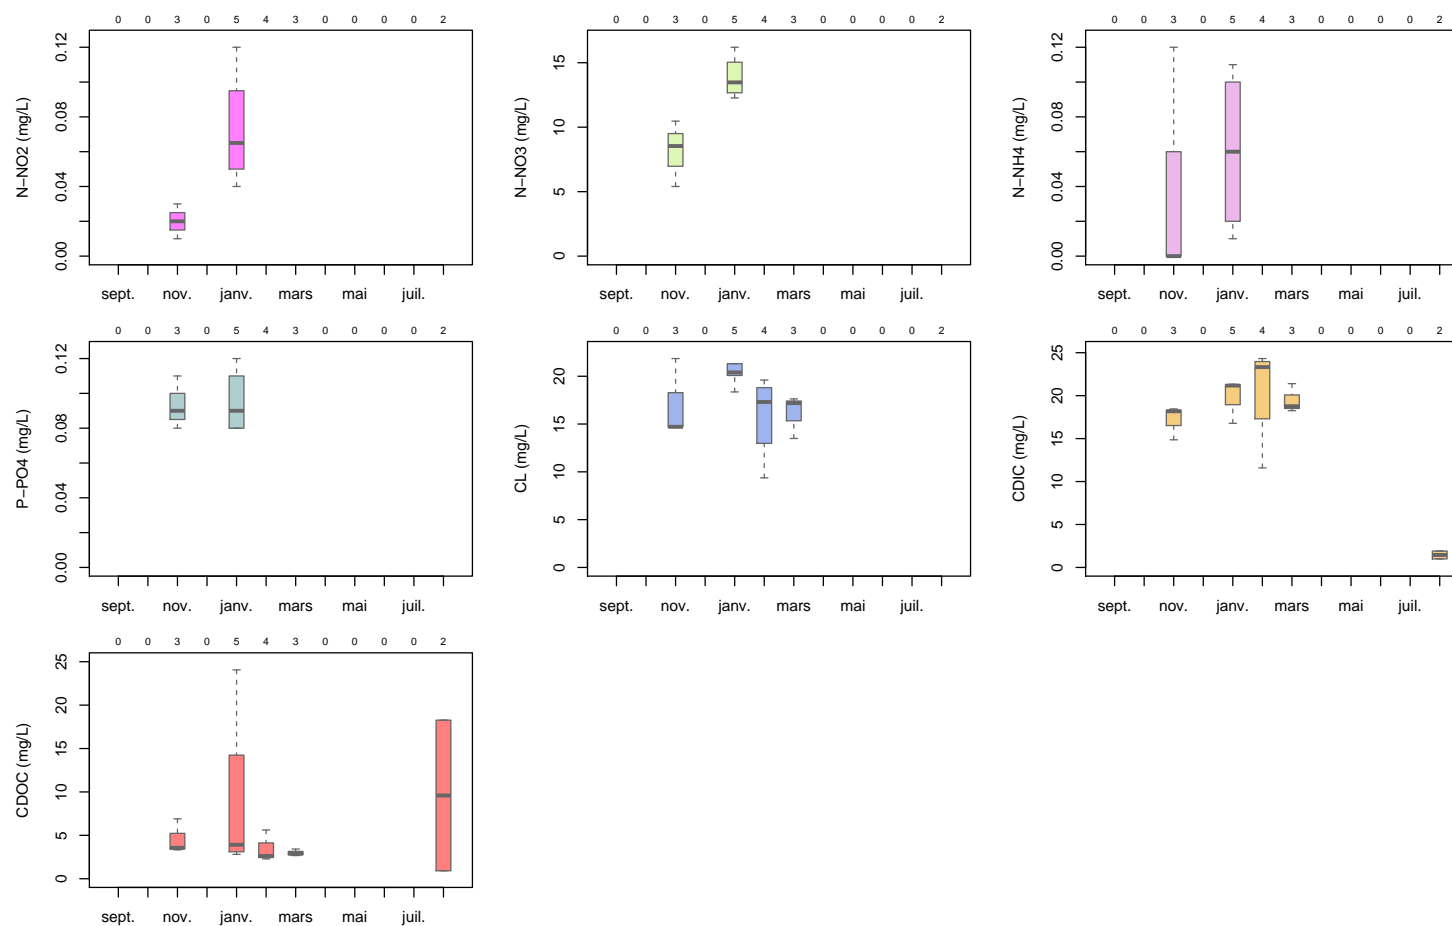 0 0 3 0 5 4 3 0 0 0 0 2
N−NO2 (mg/L)
0.00 0.04 0.08 0.12
sept. nov. janv. mars mai juil.
0 0 3 0 5 4 3 0 0 0 0 2
N−NO3 (mg/L)
0 5 10 15
sept. nov. janv. mars mai juil.
0 0 3 0 5 4 3 0 0 0 0 2
N−NH4 (mg/L)
0.00 0.04 0.08 0.12
sept. nov. janv. mars mai juil.
0 0 3 0 5 4 3 0 0 0 0 2
P−PO4 (mg/L)
0.00 0.04 0.08 0.12
sept. nov. janv. mars mai juil.
0 0 3 0 5 4 3 0 0 0 0 2
CL (mg/L)
0 5 10 15 20
sept. nov. janv. mars mai juil.
0 0 3 0 5 4 3 0 0 0 0 2
CDIC (mg/L)
0 5 10 15 20 25
sept. nov. janv. mars mai juil.
0 0 3 0 5 4 3 0 0 0 0 2
CDOC (mg/L)
0 5 10 15 20 25
sept. nov. janv. mars mai juil.